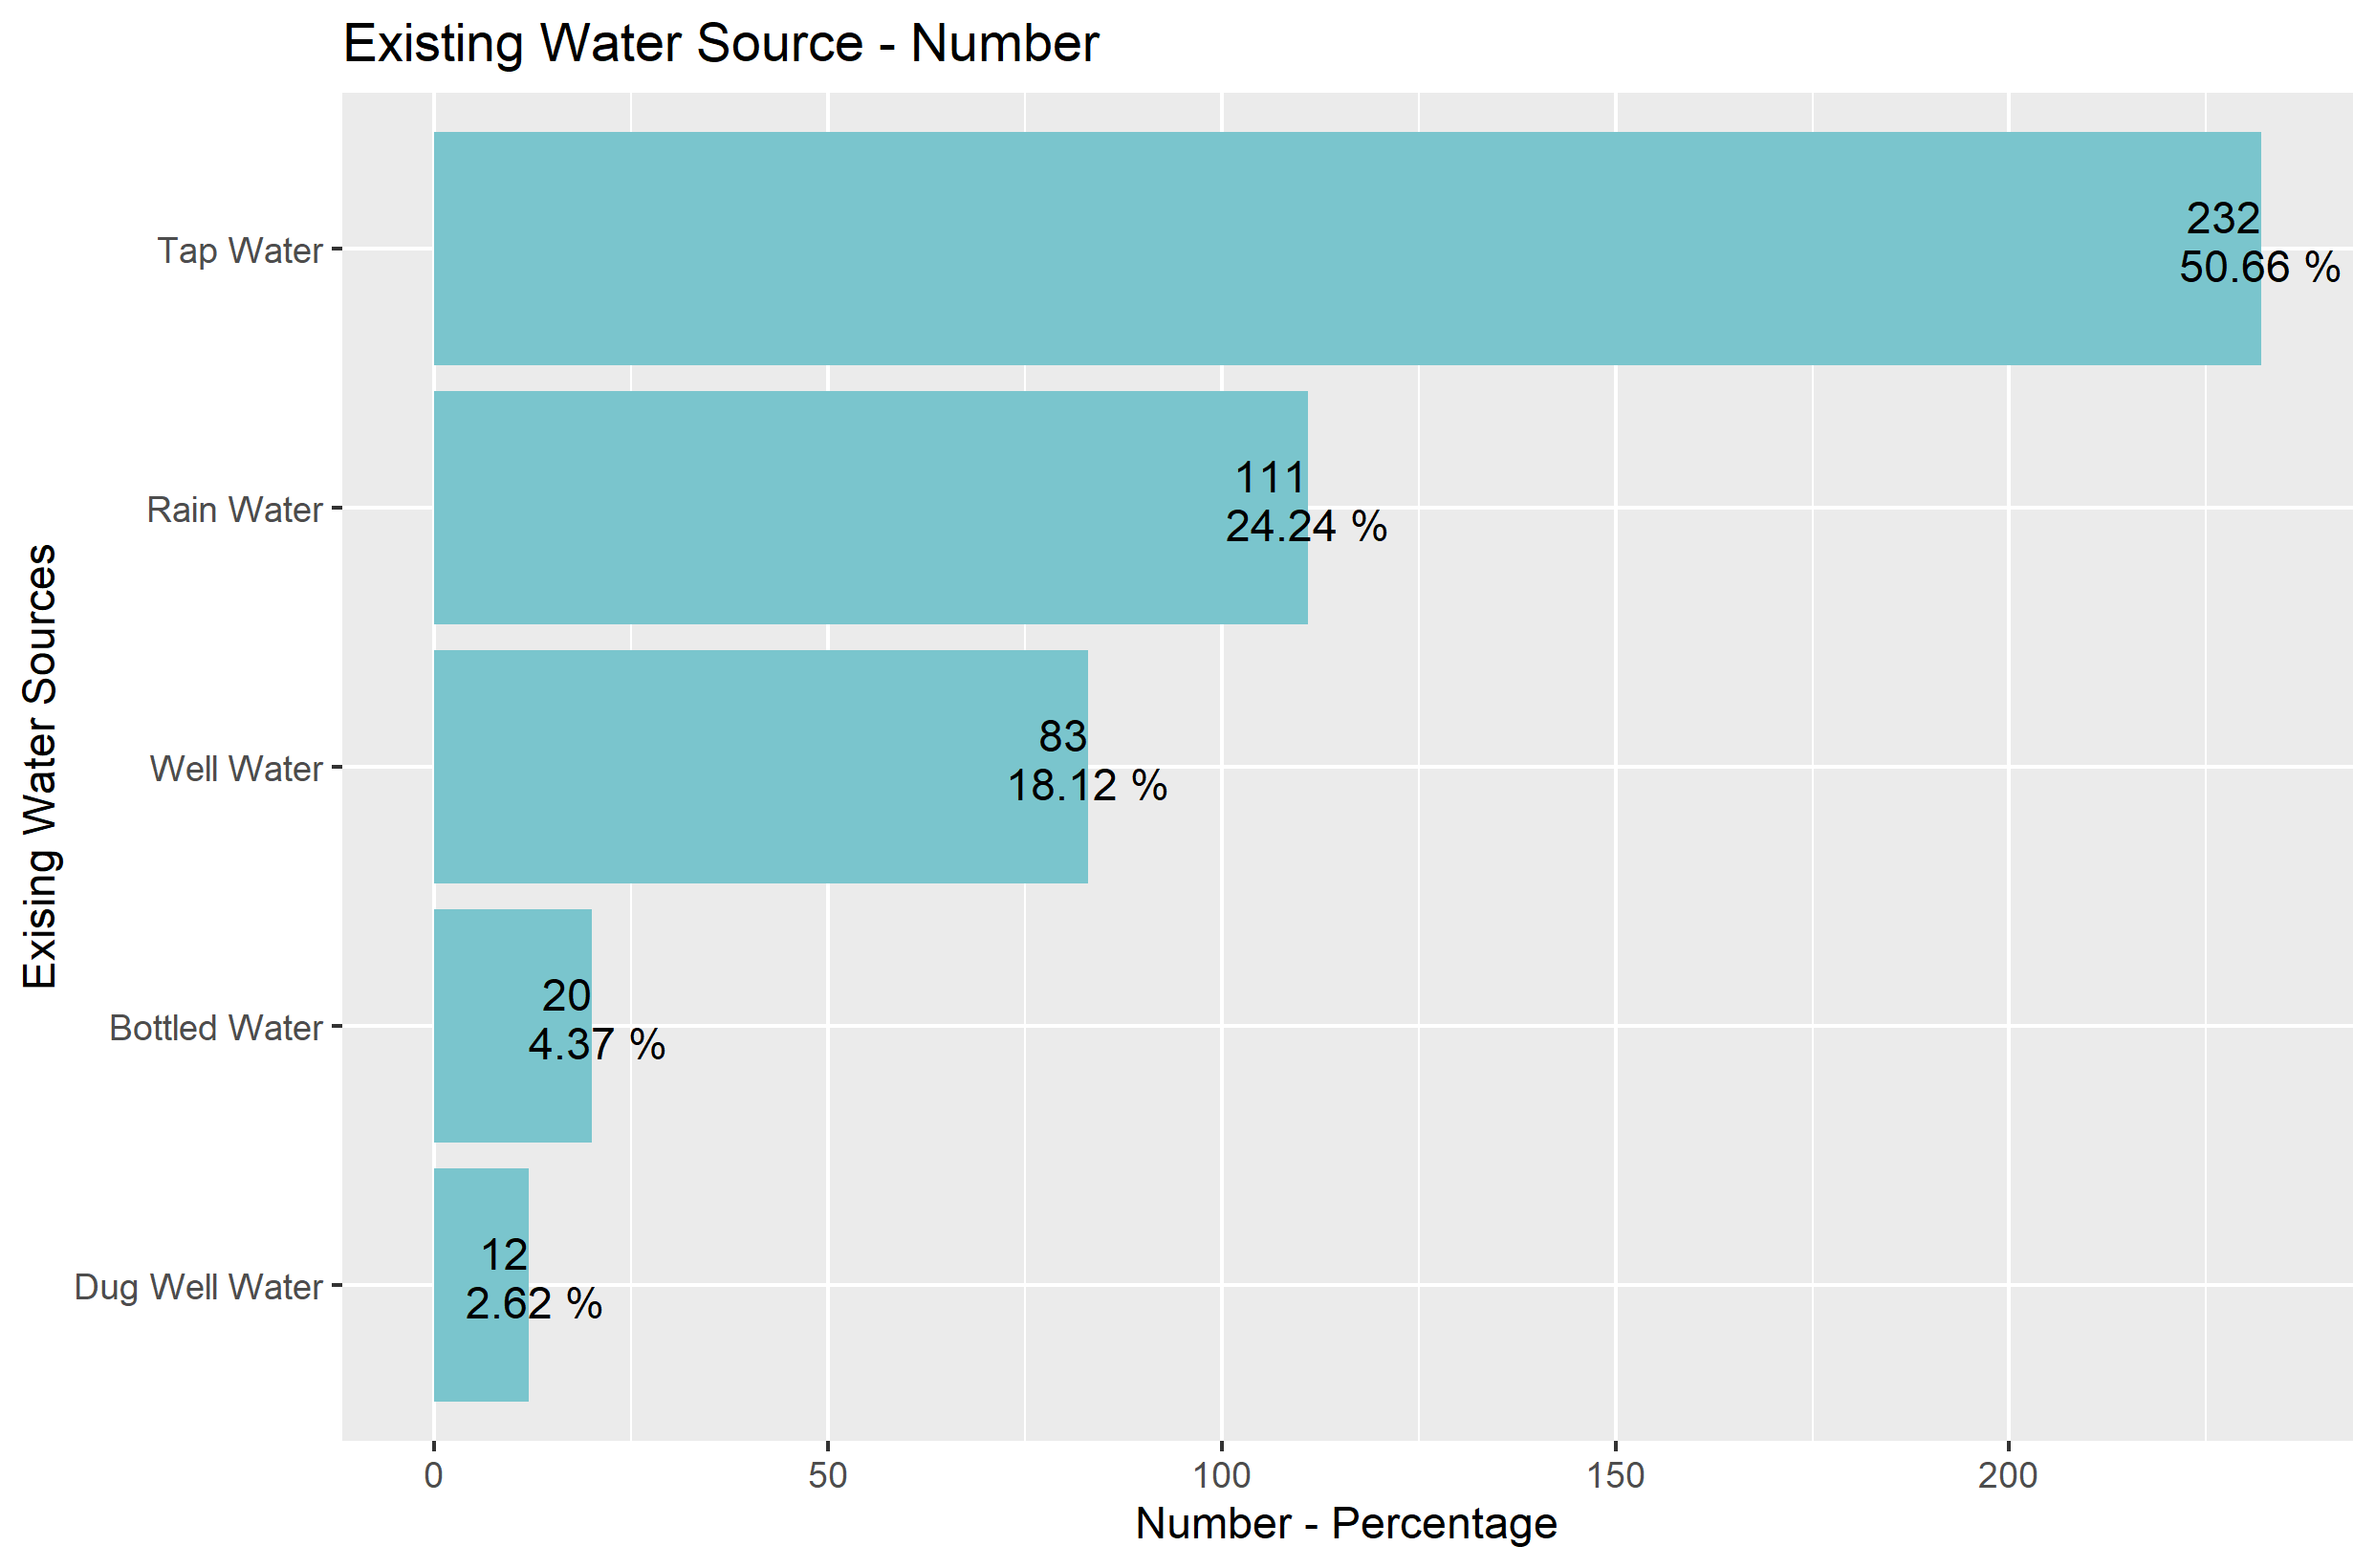 Existing Water Source - Number
Exising Water Sources
Tap Water
232
50.66 %
Rain Water
111
24.24 %
Well Water
83
18.12 %
Bottled Water
20
4.37 %
Dug Well Water
12
2.62 %
0 50 100 150 200
Number - Percentage